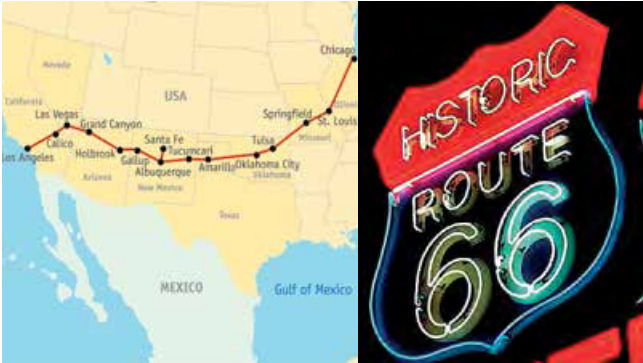 Chicago
Nevada
California
USA
Las Vegas
Grand Canyon
Calico
Los Angeles
Holbrook
Gallup
Santa Fe
Tucumcari
Albuquerque
Amarillo
Tulsa
Oklahoma City
Springfield
St. Louis
Illinois
Missouri
Arizona
New Mexico
Oklahoma
Texas
MEXICO
Gulf of Mexico
HISTORIC
ROUTE
66